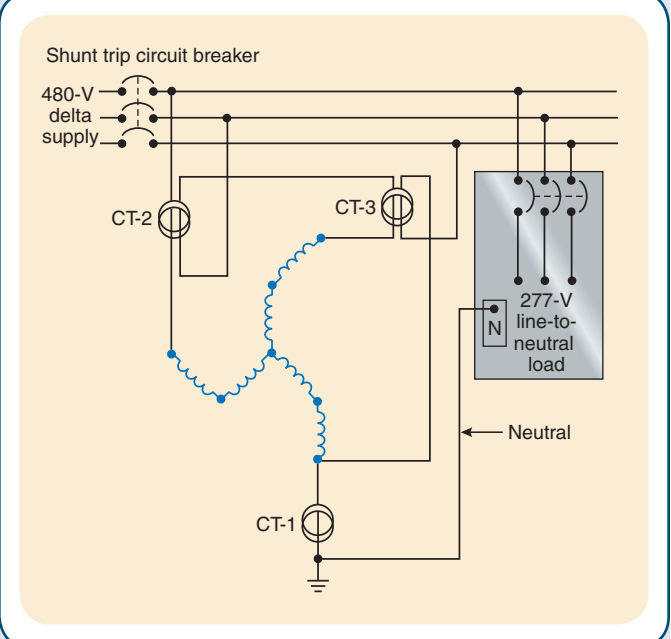 Shunt trip circuit breaker
480-V
delta
supply
CT-2
CT-3
277-V
line-to-
neutral
load
N
Neutral
CT-1